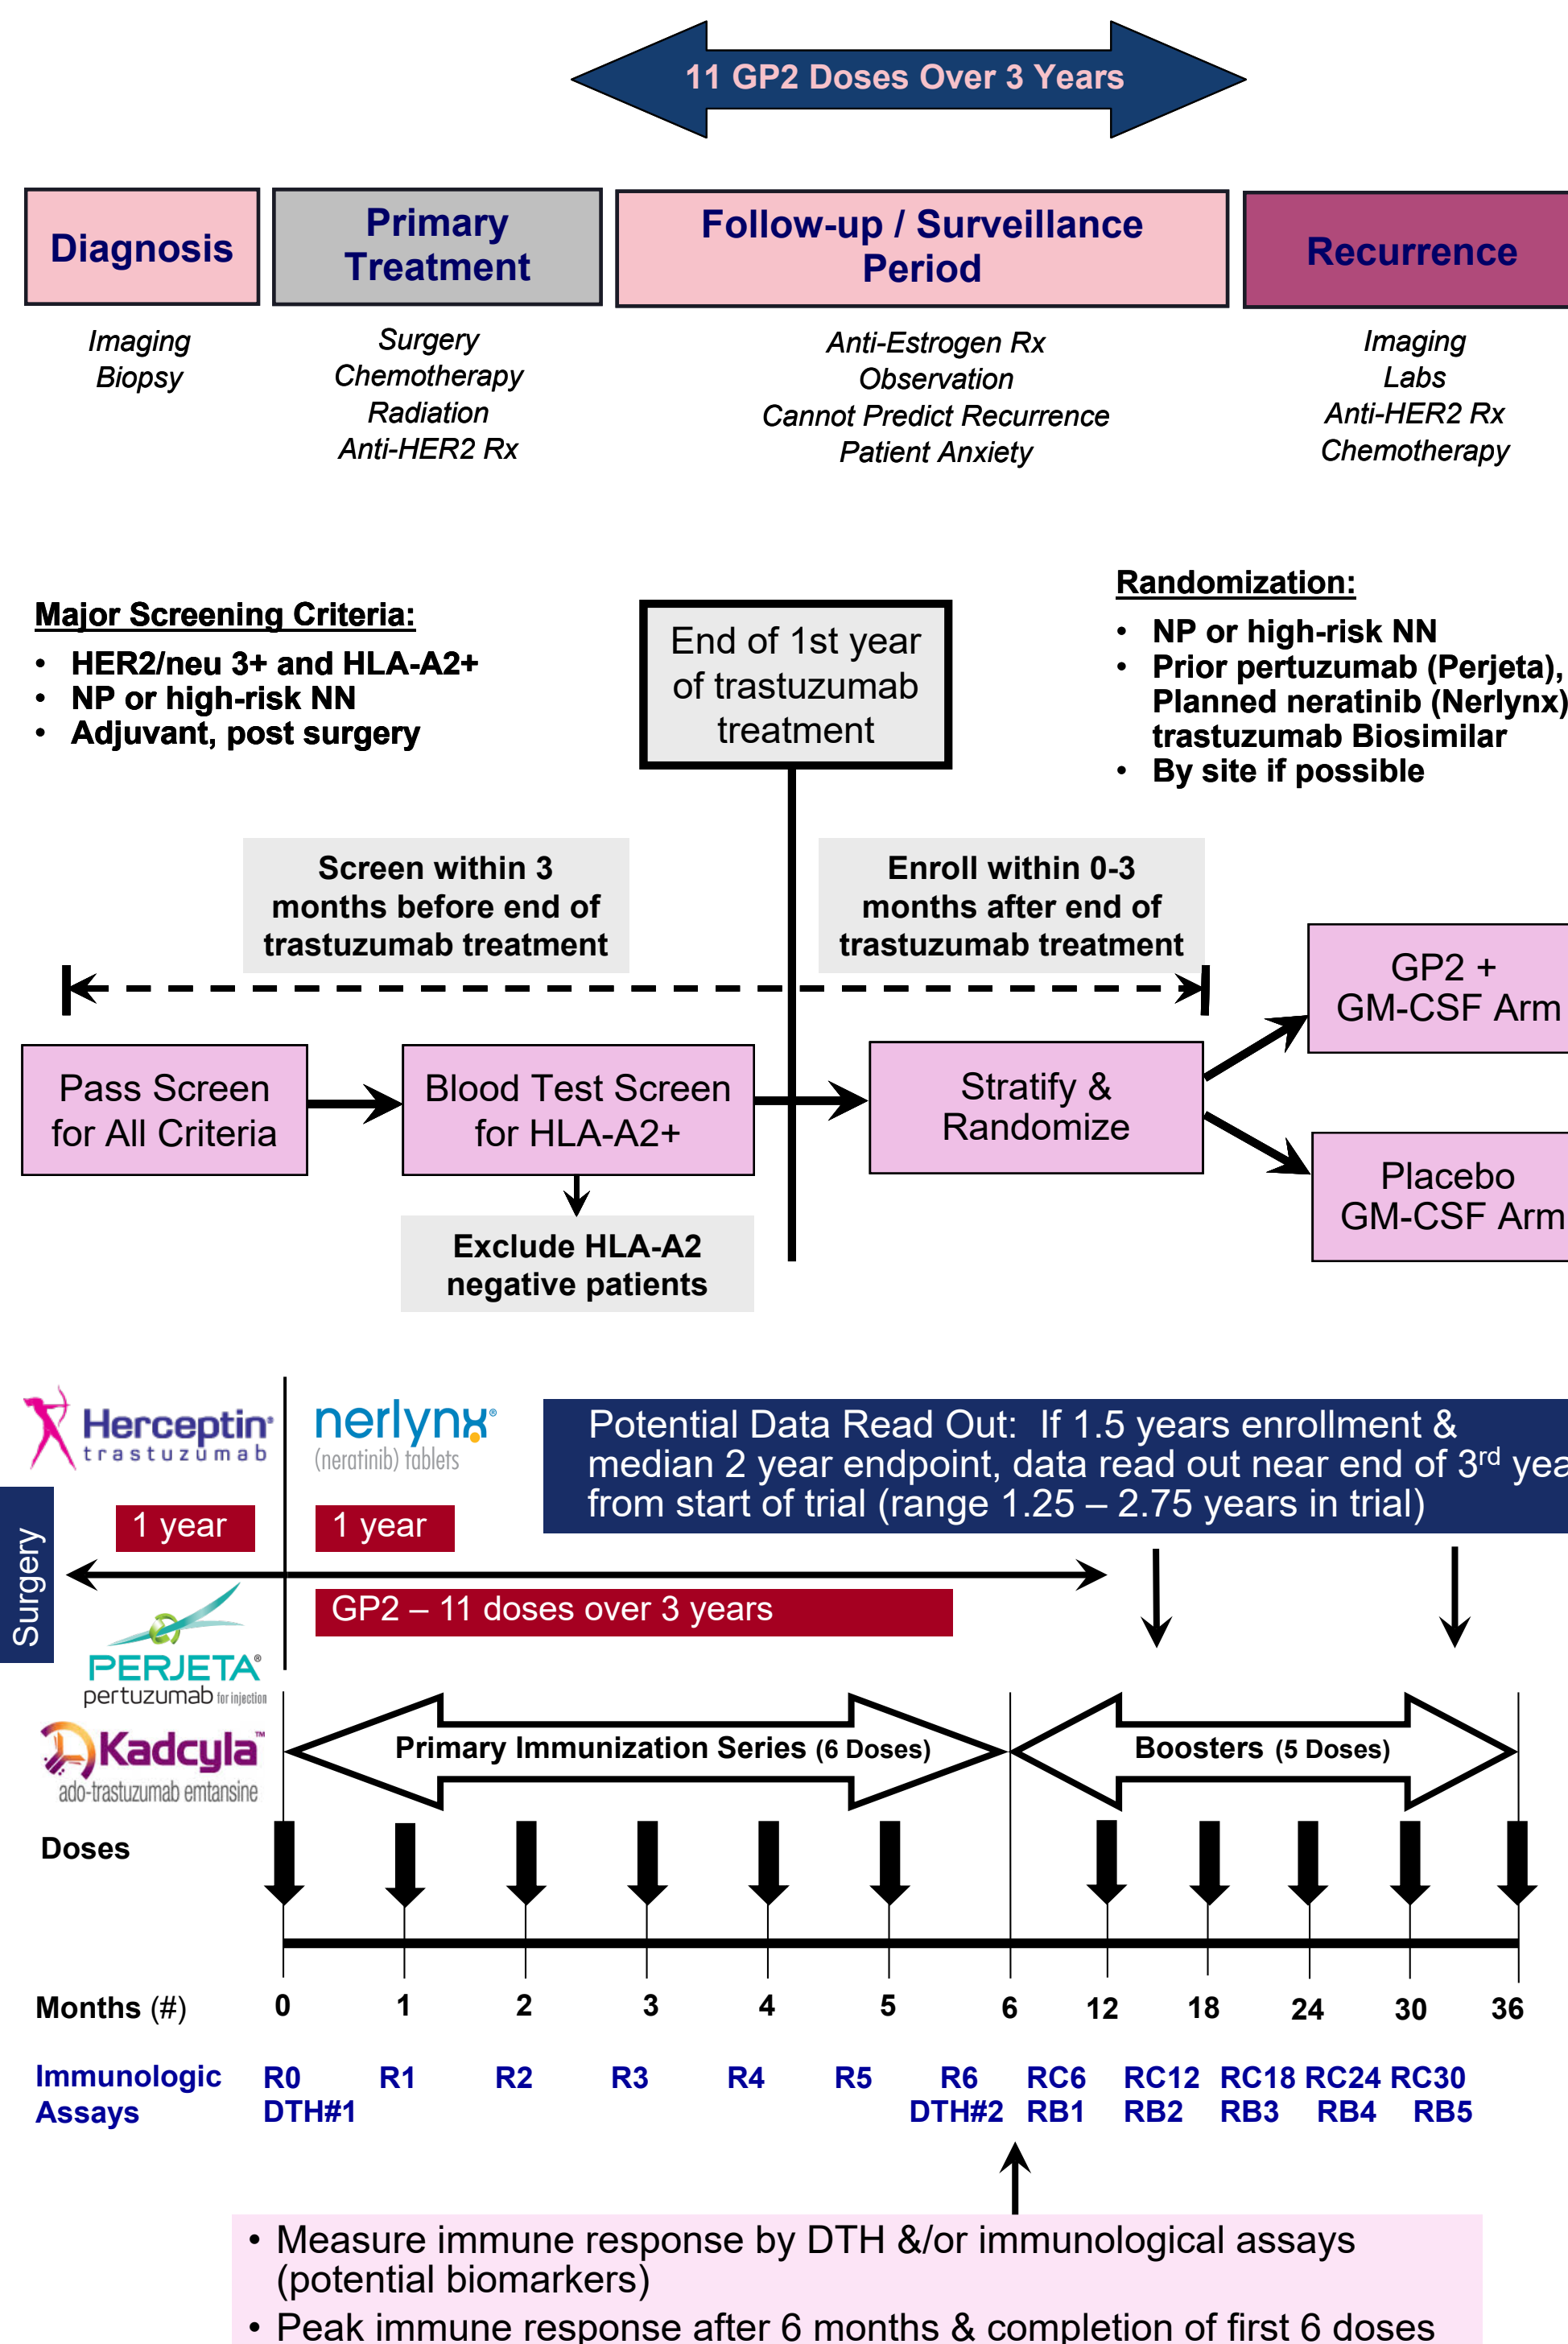 11 GP2 Doses Over 3 Years
Diagnosis
Imaging
Biopsy
Primary
Treatment
Surgery
Chemotherapy
Radiation
Anti-HER2 Rx
Follow-up / Surveillance
Period
Anti-Estrogen Rx
Observation
Cannot Predict Recurrence
Patient Anxiety
Recurrence
Imaging
Labs
Anti-HER2 Rx
Chemotherapy
Major Screening Criteria:
• HER2/neu 3+ and HLA-A2+
• NP or high-risk NN
• Adjuvant, post surgery
End of 1st year
of trastuzumab
treatment
Randomization:
• NP or high-risk NN
• Prior pertuzumab (Perjeta),
Planned neratinib (Nerlynx)
trastuzumab Biosimilar
• By site if possible
Screen within 3
months before end of
trastuzumab treatment
Enroll within 0-3
months after end of
trastuzumab treatment
Pass Screen
for All Criteria
Blood Test Screen
for HLA-A2+
Exclude HLA-A2
negative patients
Stratify &
Randomize
GP2 +
GM-CSF Arm
Placebo
GM-CSF Arm
Herceptin®
trastuzumab
nerlynx®
(neratinib) tablets
Potential Data Read Out: If 1.5 years enrollment &
median 2 year endpoint, data read out near end of 3rd yea
from start of trial (range 1.25 – 2.75 years in trial)
Surgery
1 year
1 year
GP2 – 11 doses over 3 years
PERJETA®
pertuzumab for injection
Kadcyla™
ado-trastuzumab emtansine
Primary Immunization Series (6 Doses)
Boosters (5 Doses)
Doses
Months (#) 0 1 2 3 4 5 6 12 18 24 30 36
Immunologic R0 R1 R2 R3 R4 R5 R6 RC6 RC12 RC18 RC24 RC30
Assays DTH#1 DTH#2 RB1 RB2 RB3 RB4 RB5
• Measure immune response by DTH &/or immunological assays
(potential biomarkers)
• Peak immune response after 6 months & completion of first 6 doses